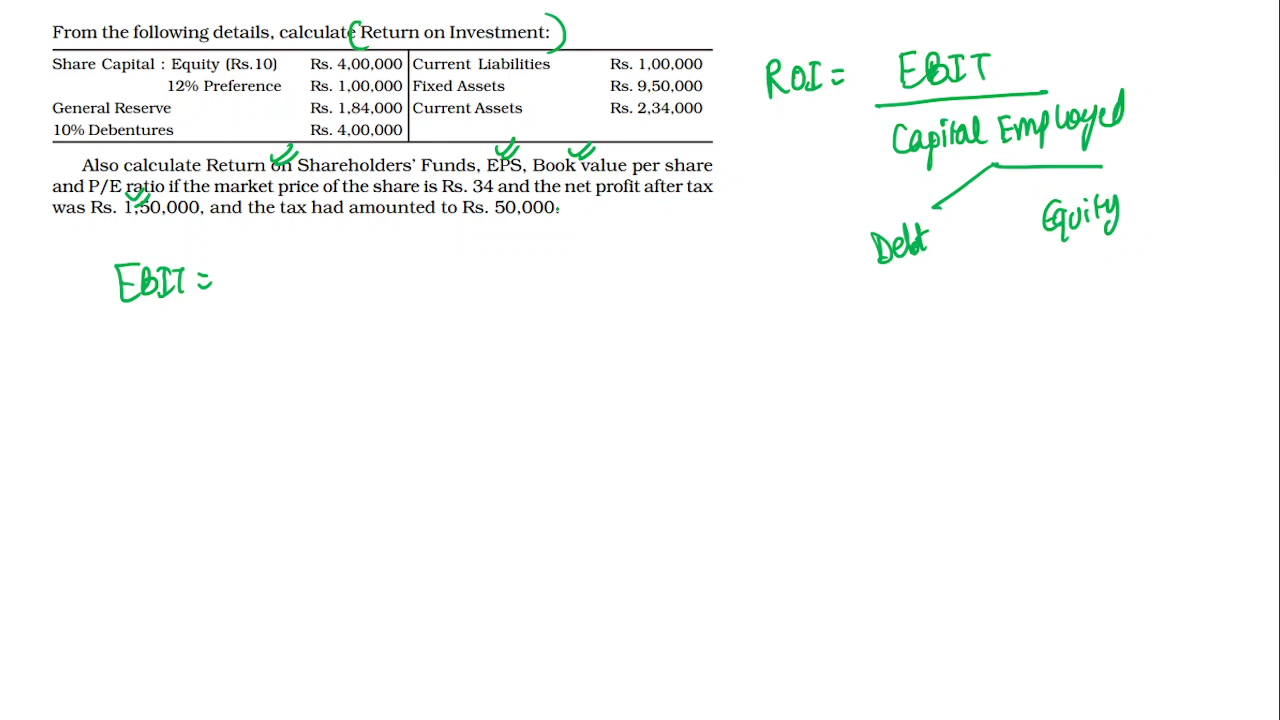 From the following details, calculate (Return on Investment:)
Share Capital : Equity (Rs.10) Rs. 4,00,000 Current Liabilities Rs. 1,00,000
12% Preference Rs. 1,00,000 Fixed Assets Rs. 9,50,000
General Reserve Rs. 1,84,000 Current Assets Rs. 2,34,000
10% Debentures Rs. 4,00,000
Also calculate Return on Shareholders' Funds, EPS, Book value per share
and P/E ratio if the market price of the share is Rs. 34 and the net profit after tax
was Rs. 1,50,000, and the tax had amounted to Rs. 50,000.
ROI = EBIT
Capital Employed
Debt Equity
EBIT =